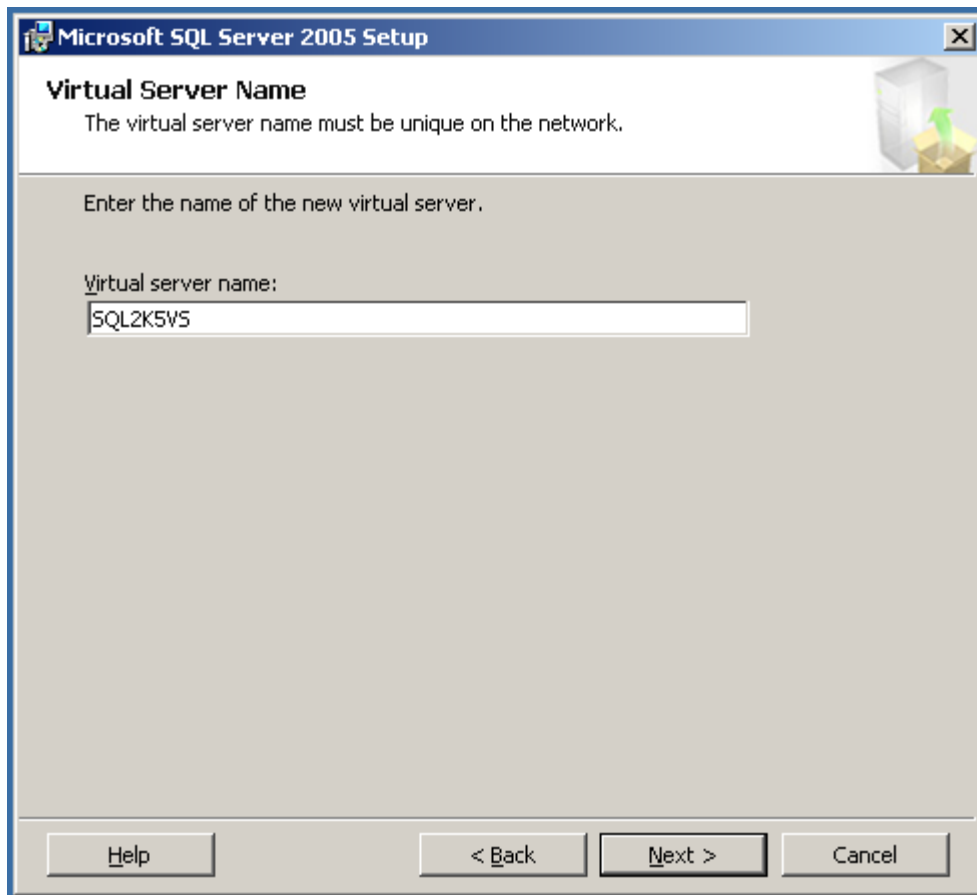 Microsoft SQL Server 2005 Setup
Virtual Server Name
The virtual server name must be unique on the network.
Enter the name of the new virtual server.
Virtual server name:
SQL2K5VS
Help
< Back
Next >
Cancel